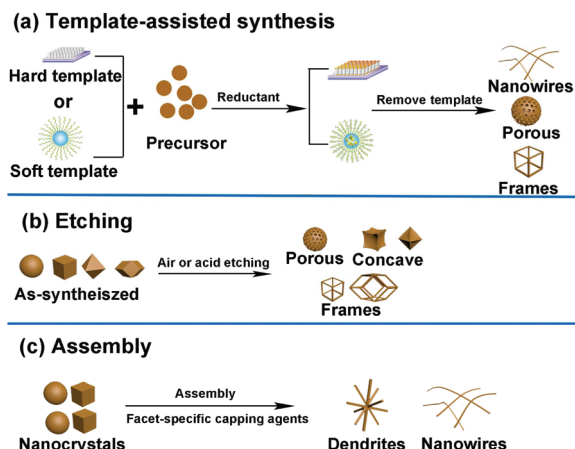 (a) Template-assisted synthesis
Hard template
or
Soft template
+
Precursor
Reductant
Remove template
Nanowires
Porous
Frames
(b) Etching
As-syntheiszed
Air or acid etching
Porous Concave
Frames
(c) Assembly
Nanocrystals
Assembly
Facet-specific capping agents
Dendrites Nanowires